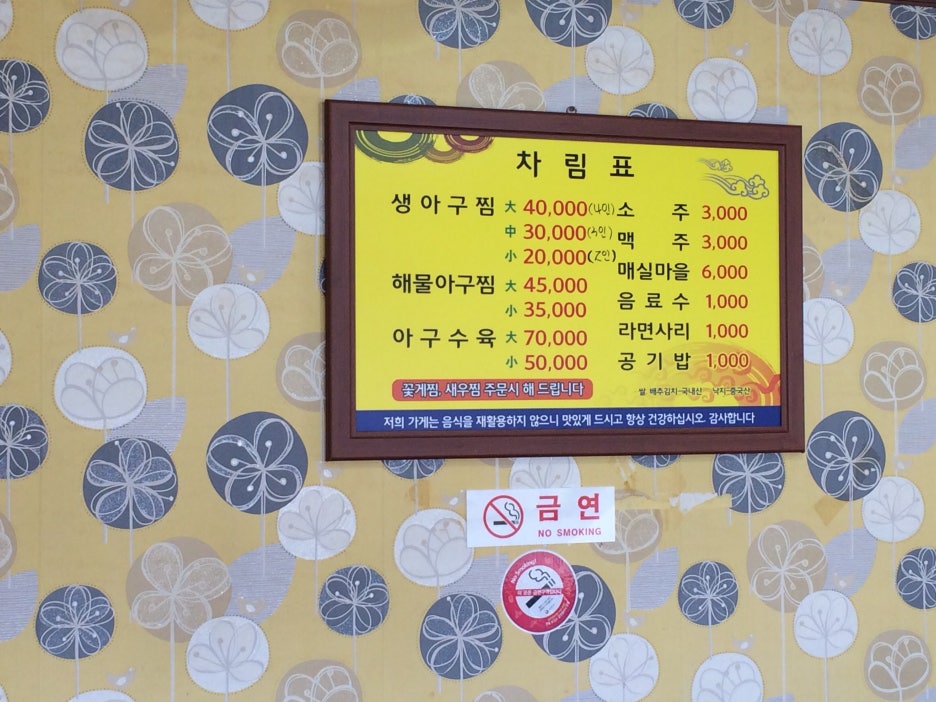 차림표
생아구찜 大 40,000(4인)
中 30,000(3인)
小 20,000(2인)
해물아구찜 大 45,000
小 35,000
아구수육 大 70,000
小 50,000
꽃게찜, 새우찜 주문시 해 드립니다
소주 3,000
맥주 3,000
매실마을 6,000
음료수 1,000
라면사리 1,000
공기밥 1,000
쌀, 배추김치-국내산 낙지-중국산
저희 가게는 음식을 재활용하지 않으니 맛있게 드시고 항상 건강하십시오. 감사합니다
금연
NO SMOKING
No Smoking!